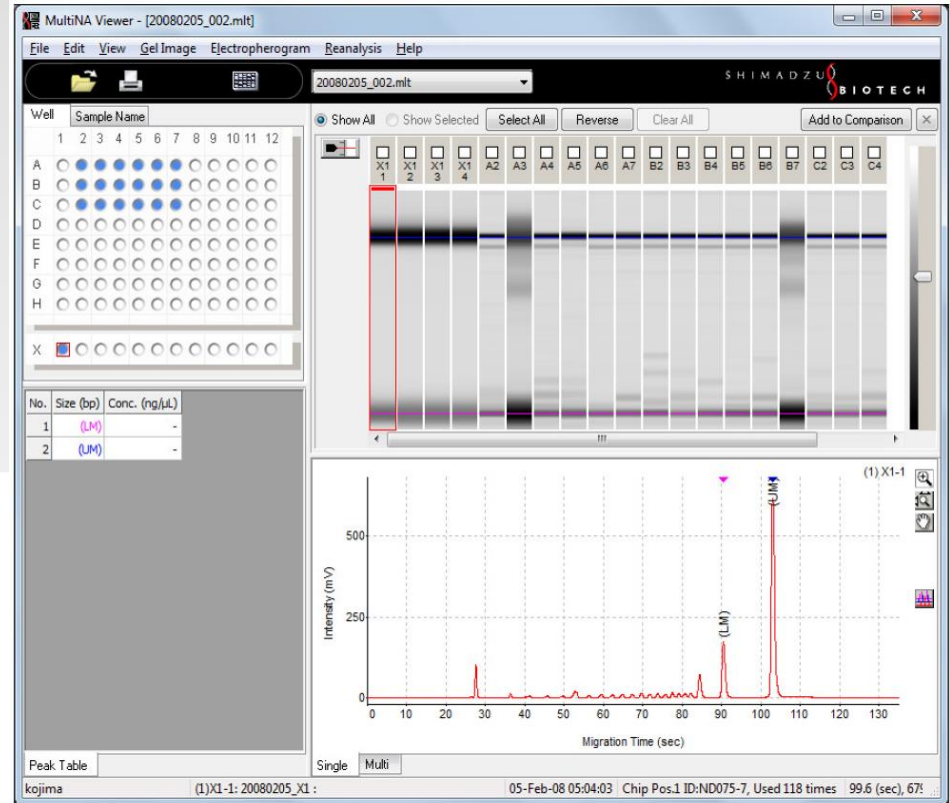 MultiNA Viewer - [20080205_002.mlt]
File Edit View Gel Image Electropherogram Reanalysis Help
20080205_002.mlt
SHIMADZU
BIOTECH
Well Sample Name
1 2 3 4 5 6 7 8 9 10 11 12
A
B
C
D
E
F
G
H
X
Show All Show Selected Select All Reverse Clear All Add to Comparison
X1 X1 X1 X1 A2 A3 A4 A5 A6 A7 B2 B3 B4 B5 B6 B7 C2 C3 C4
1 2 3 4
No. Size (bp) Conc. (ng/µL)
1 (LM) -
2 (UM) -
(1) X1-1
(UM)
(LM)
Intensity (mV)
500
250
0
0 10 20 30 40 50 60 70 80 90 100 110 120 130
Migration Time (sec)
Peak Table
Single Multi
kojima (1)X1-1: 20080205_X1 : 05-Feb-08 05:04:03 Chip Pos.1 ID:ND075-7, Used 118 times 99.6 (sec), 679